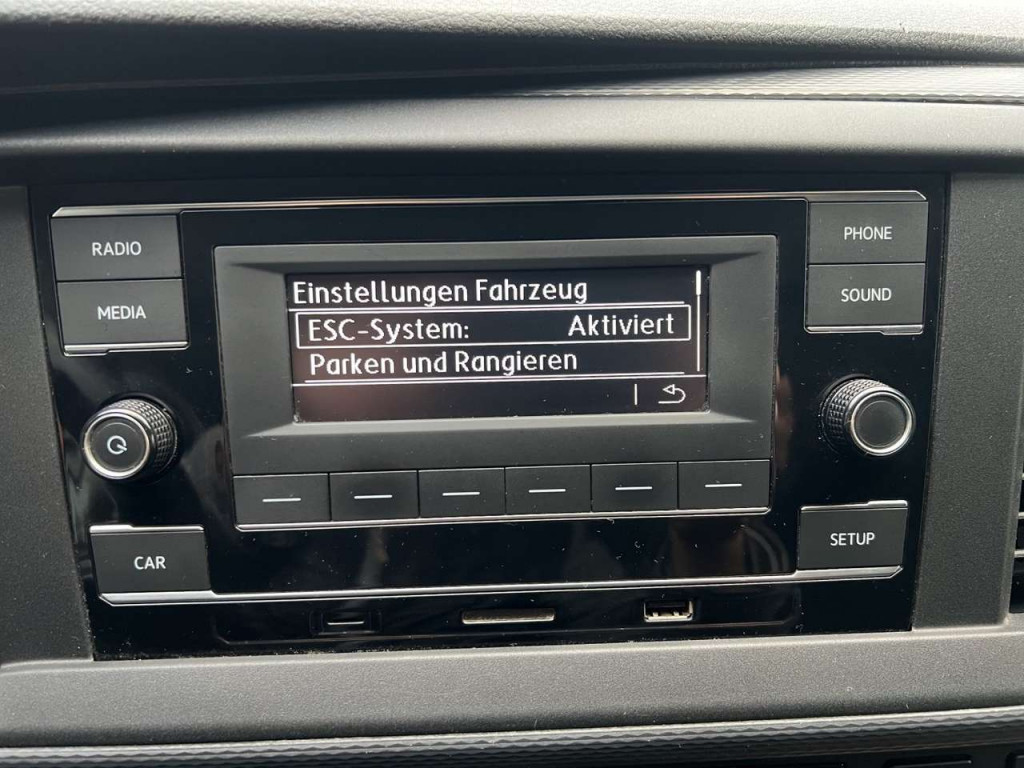 RADIO
MEDIA
PHONE
SOUND
Einstellungen Fahrzeug
ESC-System: Aktiviert
Parken und Rangieren
CAR
SETUP